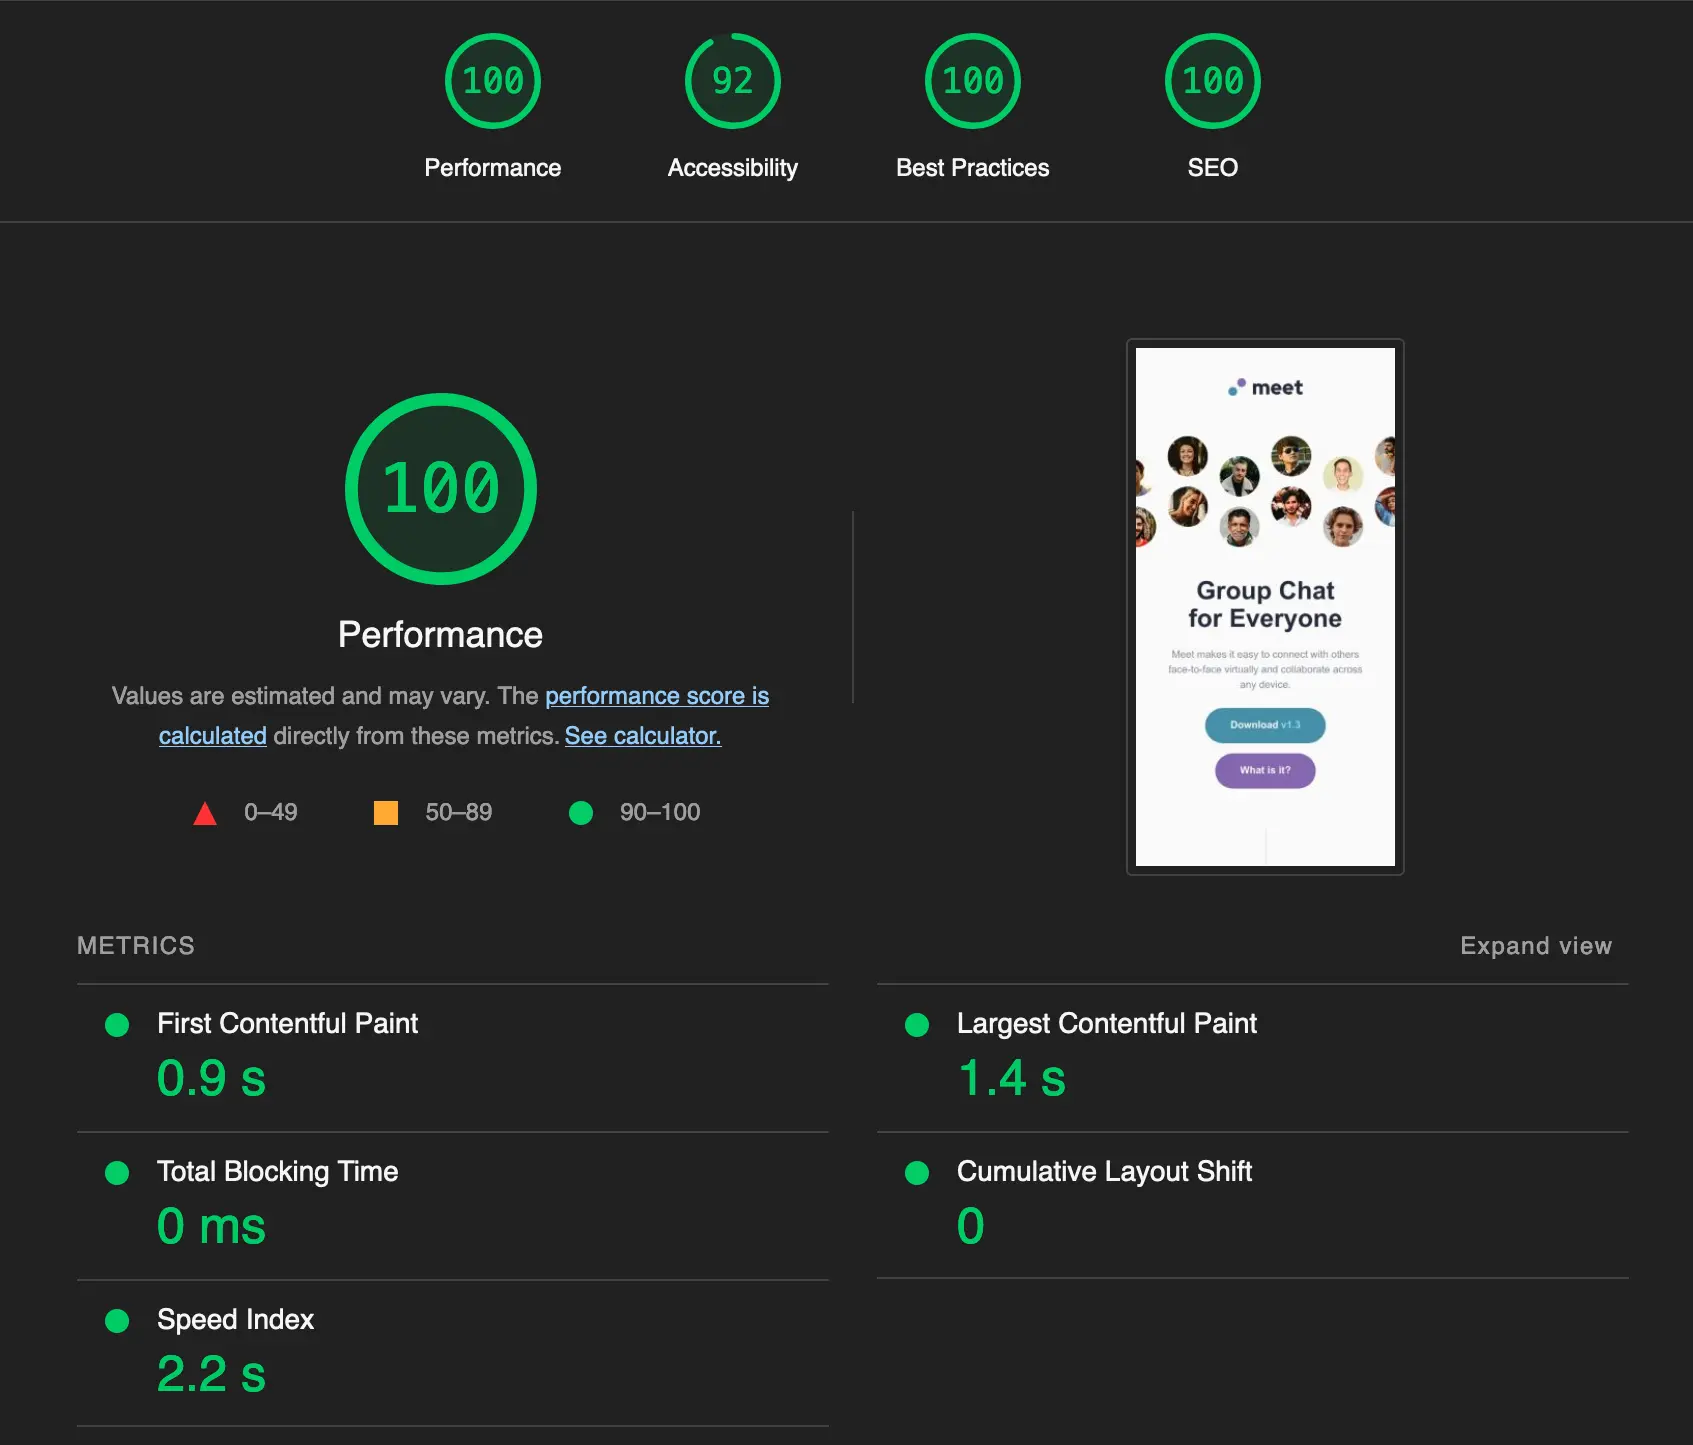 100
92
100
100
Performance
Accessibility
Best Practices
SEO
100
Performance
Values are estimated and may vary. The performance score is
calculated directly from these metrics. See calculator.
0–49
50–89
90–100
meet
Group Chat
for Everyone
Meet makes it easy to connect with others
face-to-face virtually and collaborate across
any device.
Download v1.3
What is it?
METRICS
Expand view
First Contentful Paint
0.9 s
Largest Contentful Paint
1.4 s
Total Blocking Time
0 ms
Cumulative Layout Shift
0
Speed Index
2.2 s